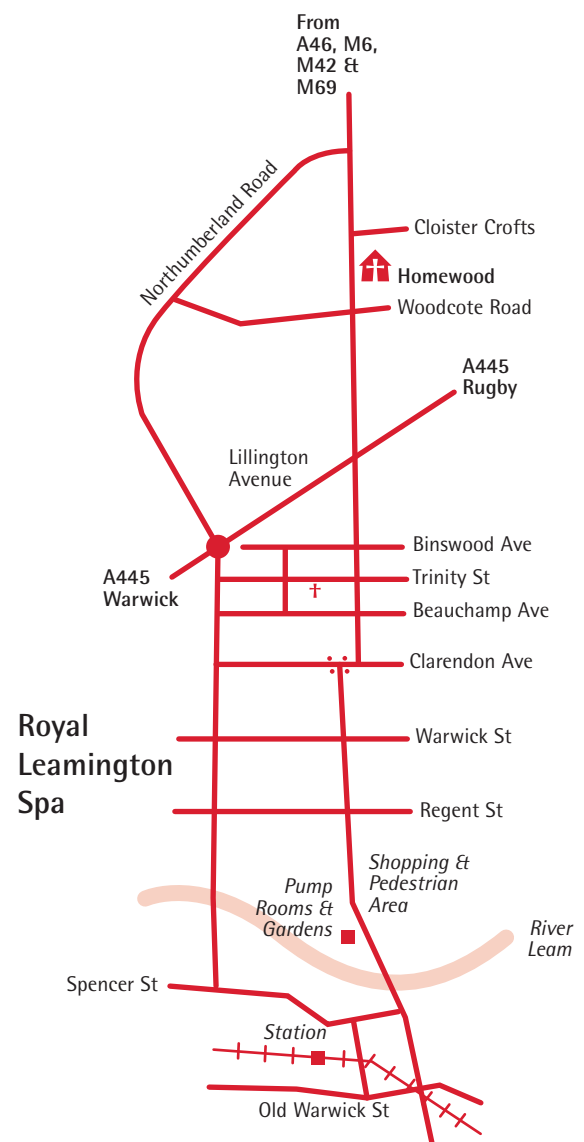 From
A46, M6,
M42 &
M69
Northumberland Road
Cloister Crofts
Homewood
Woodcote Road
A445
Rugby
Lillington
Avenue
Binswood Ave
A445
Warwick
Trinity St
Beauchamp Ave
Clarendon Ave
Royal
Leamington
Spa
Warwick St
Regent St
Shopping &
Pedestrian
Area
Pump
Rooms &
Gardens
River
Leam
Spencer St
Station
Old Warwick St